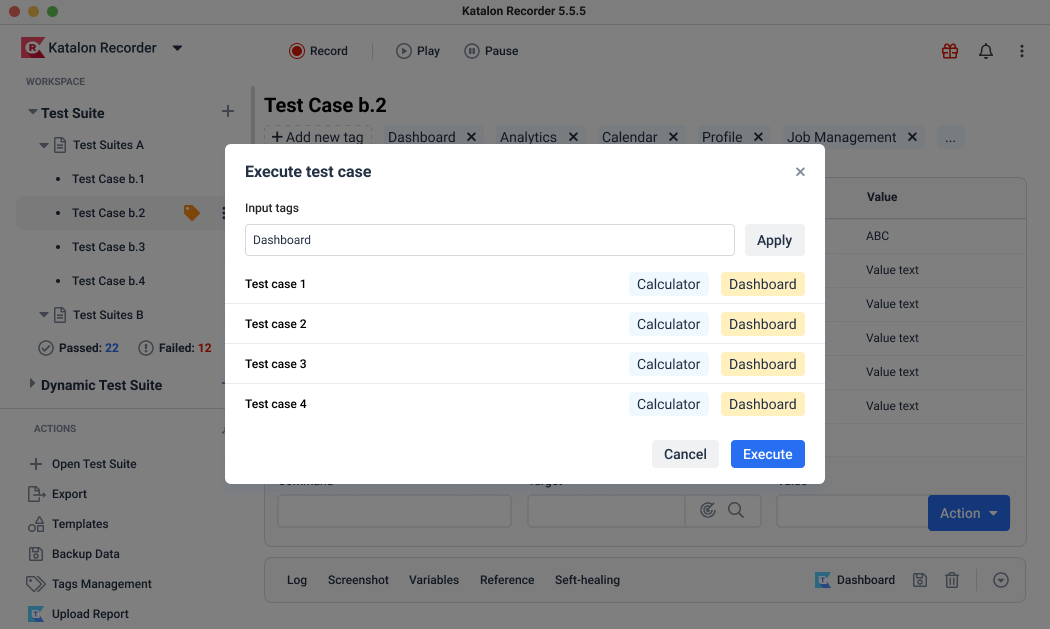 Katalon Recorder 5.5.5
Katalon Recorder
Record
Play
Pause
WORKSPACE
Test Suite
Test Suites A
Test Case b.1
Test Case b.2
Test Case b.3
Test Case b.4
Test Suites B
Passed: 22
Failed: 12
Dynamic Test Suite
ACTIONS
Open Test Suite
Export
Templates
Backup Data
Tags Management
Upload Report
Test Case b.2
+ Add new tag
Dashboard
Analytics
Calendar
Profile
Job Management
...
Value
ABC
Value text
Value text
Value text
Value text
Value text
Execute test case
Input tags
Dashboard
Apply
Test case 1 Calculator Dashboard
Test case 2 Calculator Dashboard
Test case 3 Calculator Dashboard
Test case 4 Calculator Dashboard
Cancel
Execute
Action
Log
Screenshot
Variables
Reference
Seft-healing
Dashboard